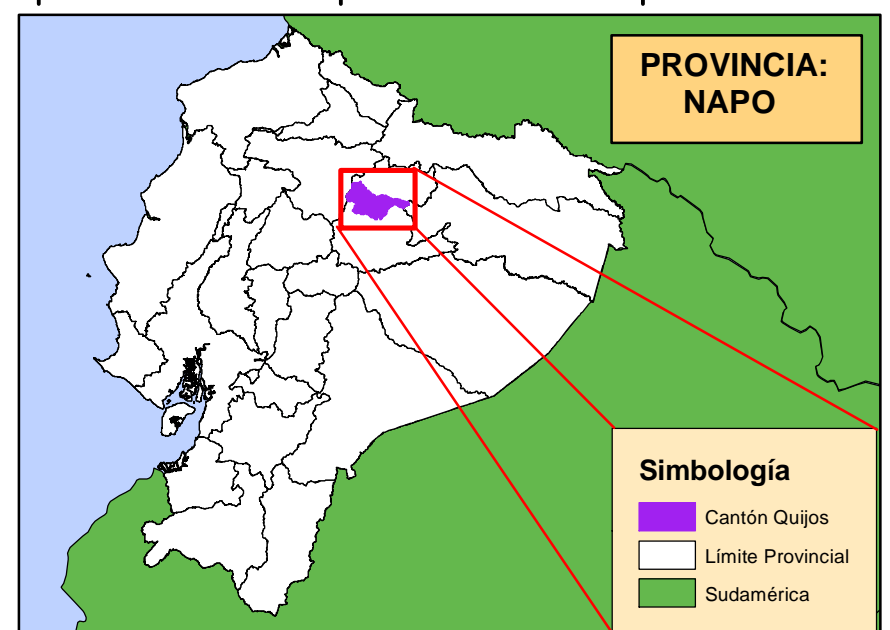 PROVINCIA:
NAPO
Simbología
Cantón Quijos
Límite Provincial
Sudamérica